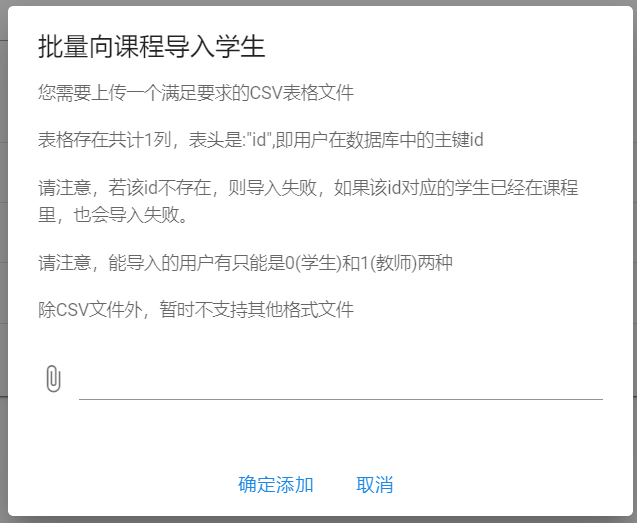 批量向课程导入学生
您需要上传一个满足要求的CSV表格文件
表格存在共计1列，表头是:"id",即用户在数据库中的主键id
请注意，若该id不存在，则导入失败，如果该id对应的学生已经在课程
里，也会导入失败。
请注意，能导入的用户有只能是0(学生)和1(教师)两种
除CSV文件外，暂时不支持其他格式文件
确定添加 取消